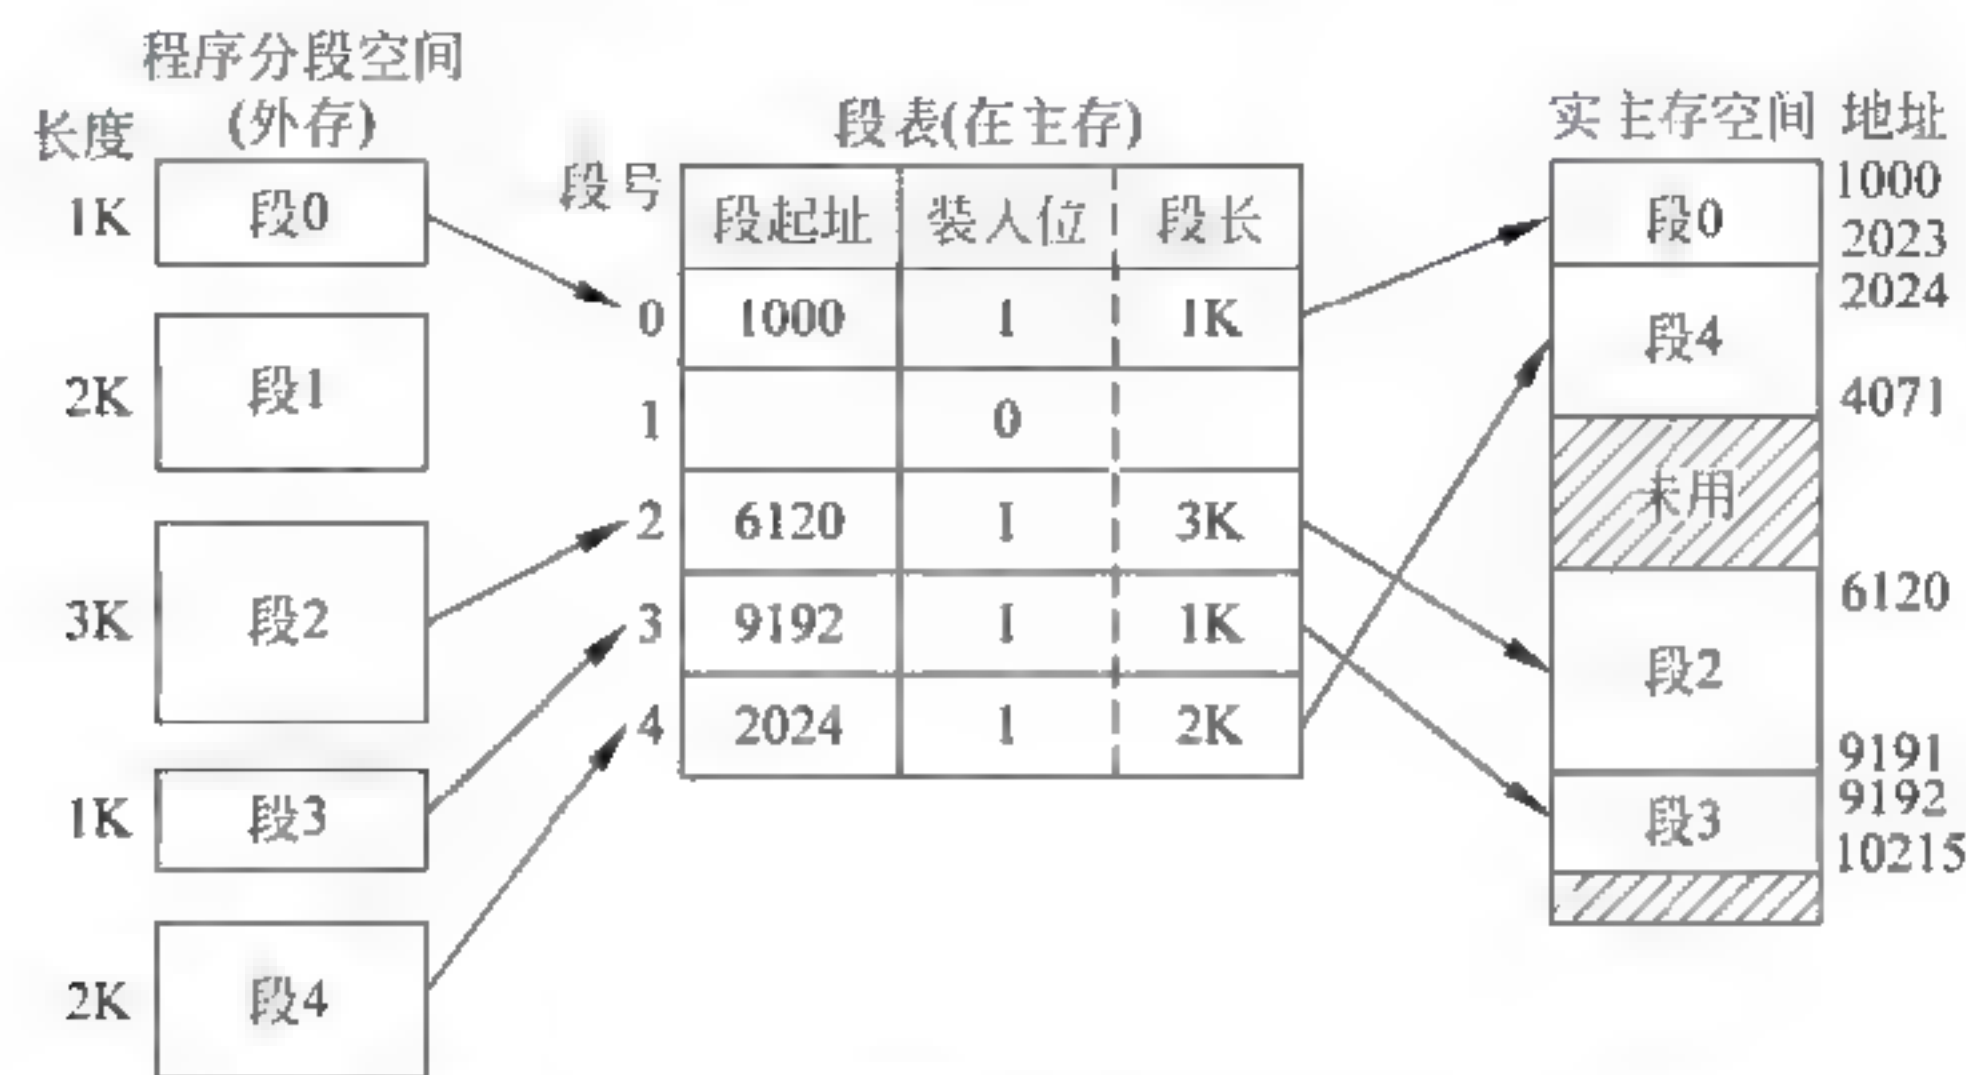 程序分段空间
(外存)
长度
1K 段0
2K 段1
3K 段2
1K 段3
2K 段4
段表(在主存)
段号 段起址 装入位 段长
0 1000 1 1K
1 0
2 6120 1 3K
3 9192 1 1K
4 2024 1 2K
实主存空间 地址
段0
1000
2023
段4
2024
4071
未用
段2
6120
9191
段3
9192
10215